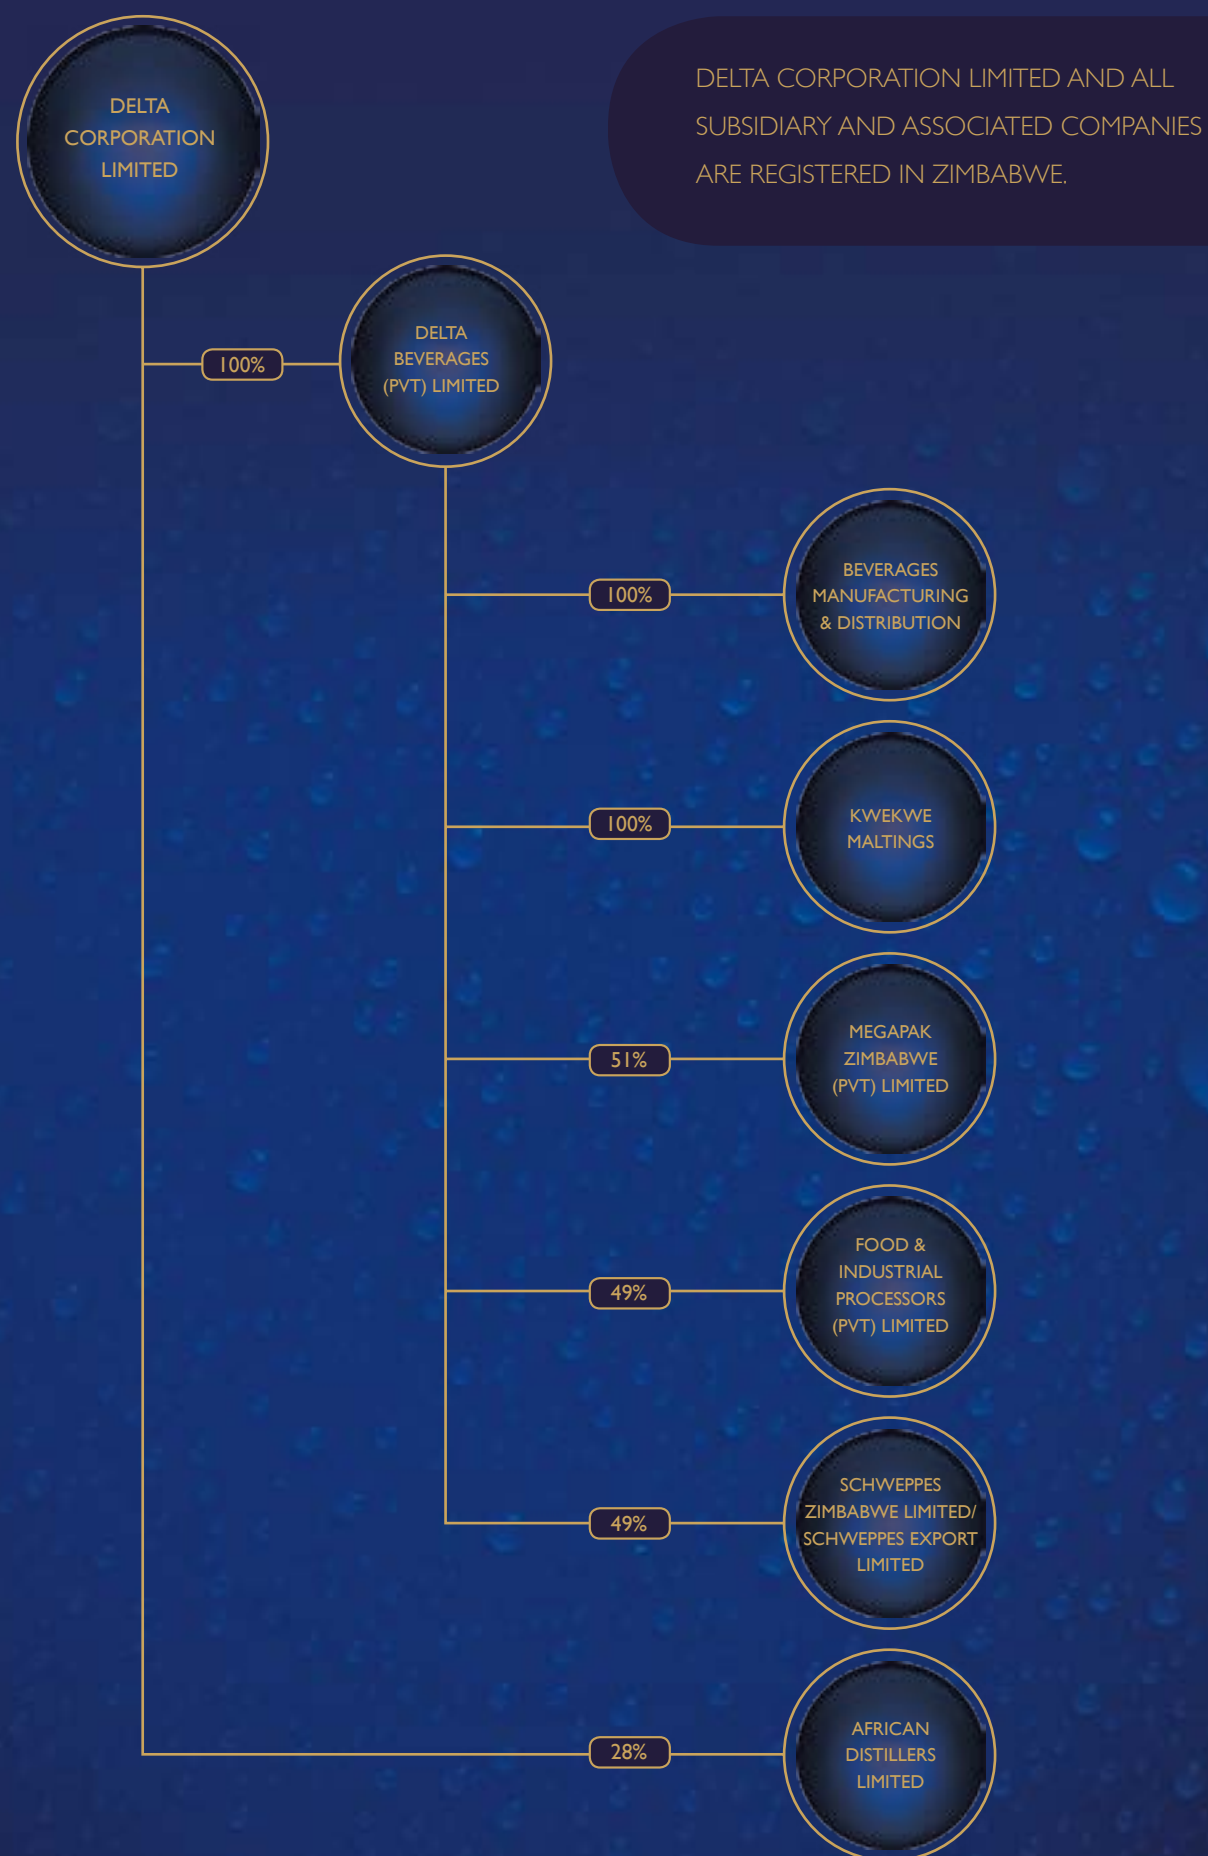 DELTA
CORPORATION
LIMITED
DELTA CORPORATION LIMITED AND ALL
SUBSIDIARY AND ASSOCIATED COMPANIES
ARE REGISTERED IN ZIMBABWE.
100%
DELTA
BEVERAGES
(PVT) LIMITED
100%
BEVERAGES
MANUFACTURING
& DISTRIBUTION
100%
KWEKWE
MALTINGS
51%
MEGAPAK
ZIMBABWE
(PVT) LIMITED
49%
FOOD &
INDUSTRIAL
PROCESSORS
(PVT) LIMITED
49%
SCHWEPPES
ZIMBABWE LIMITED/
SCHWEPPES EXPORT
LIMITED
28%
AFRICAN
DISTILLERS
LIMITED